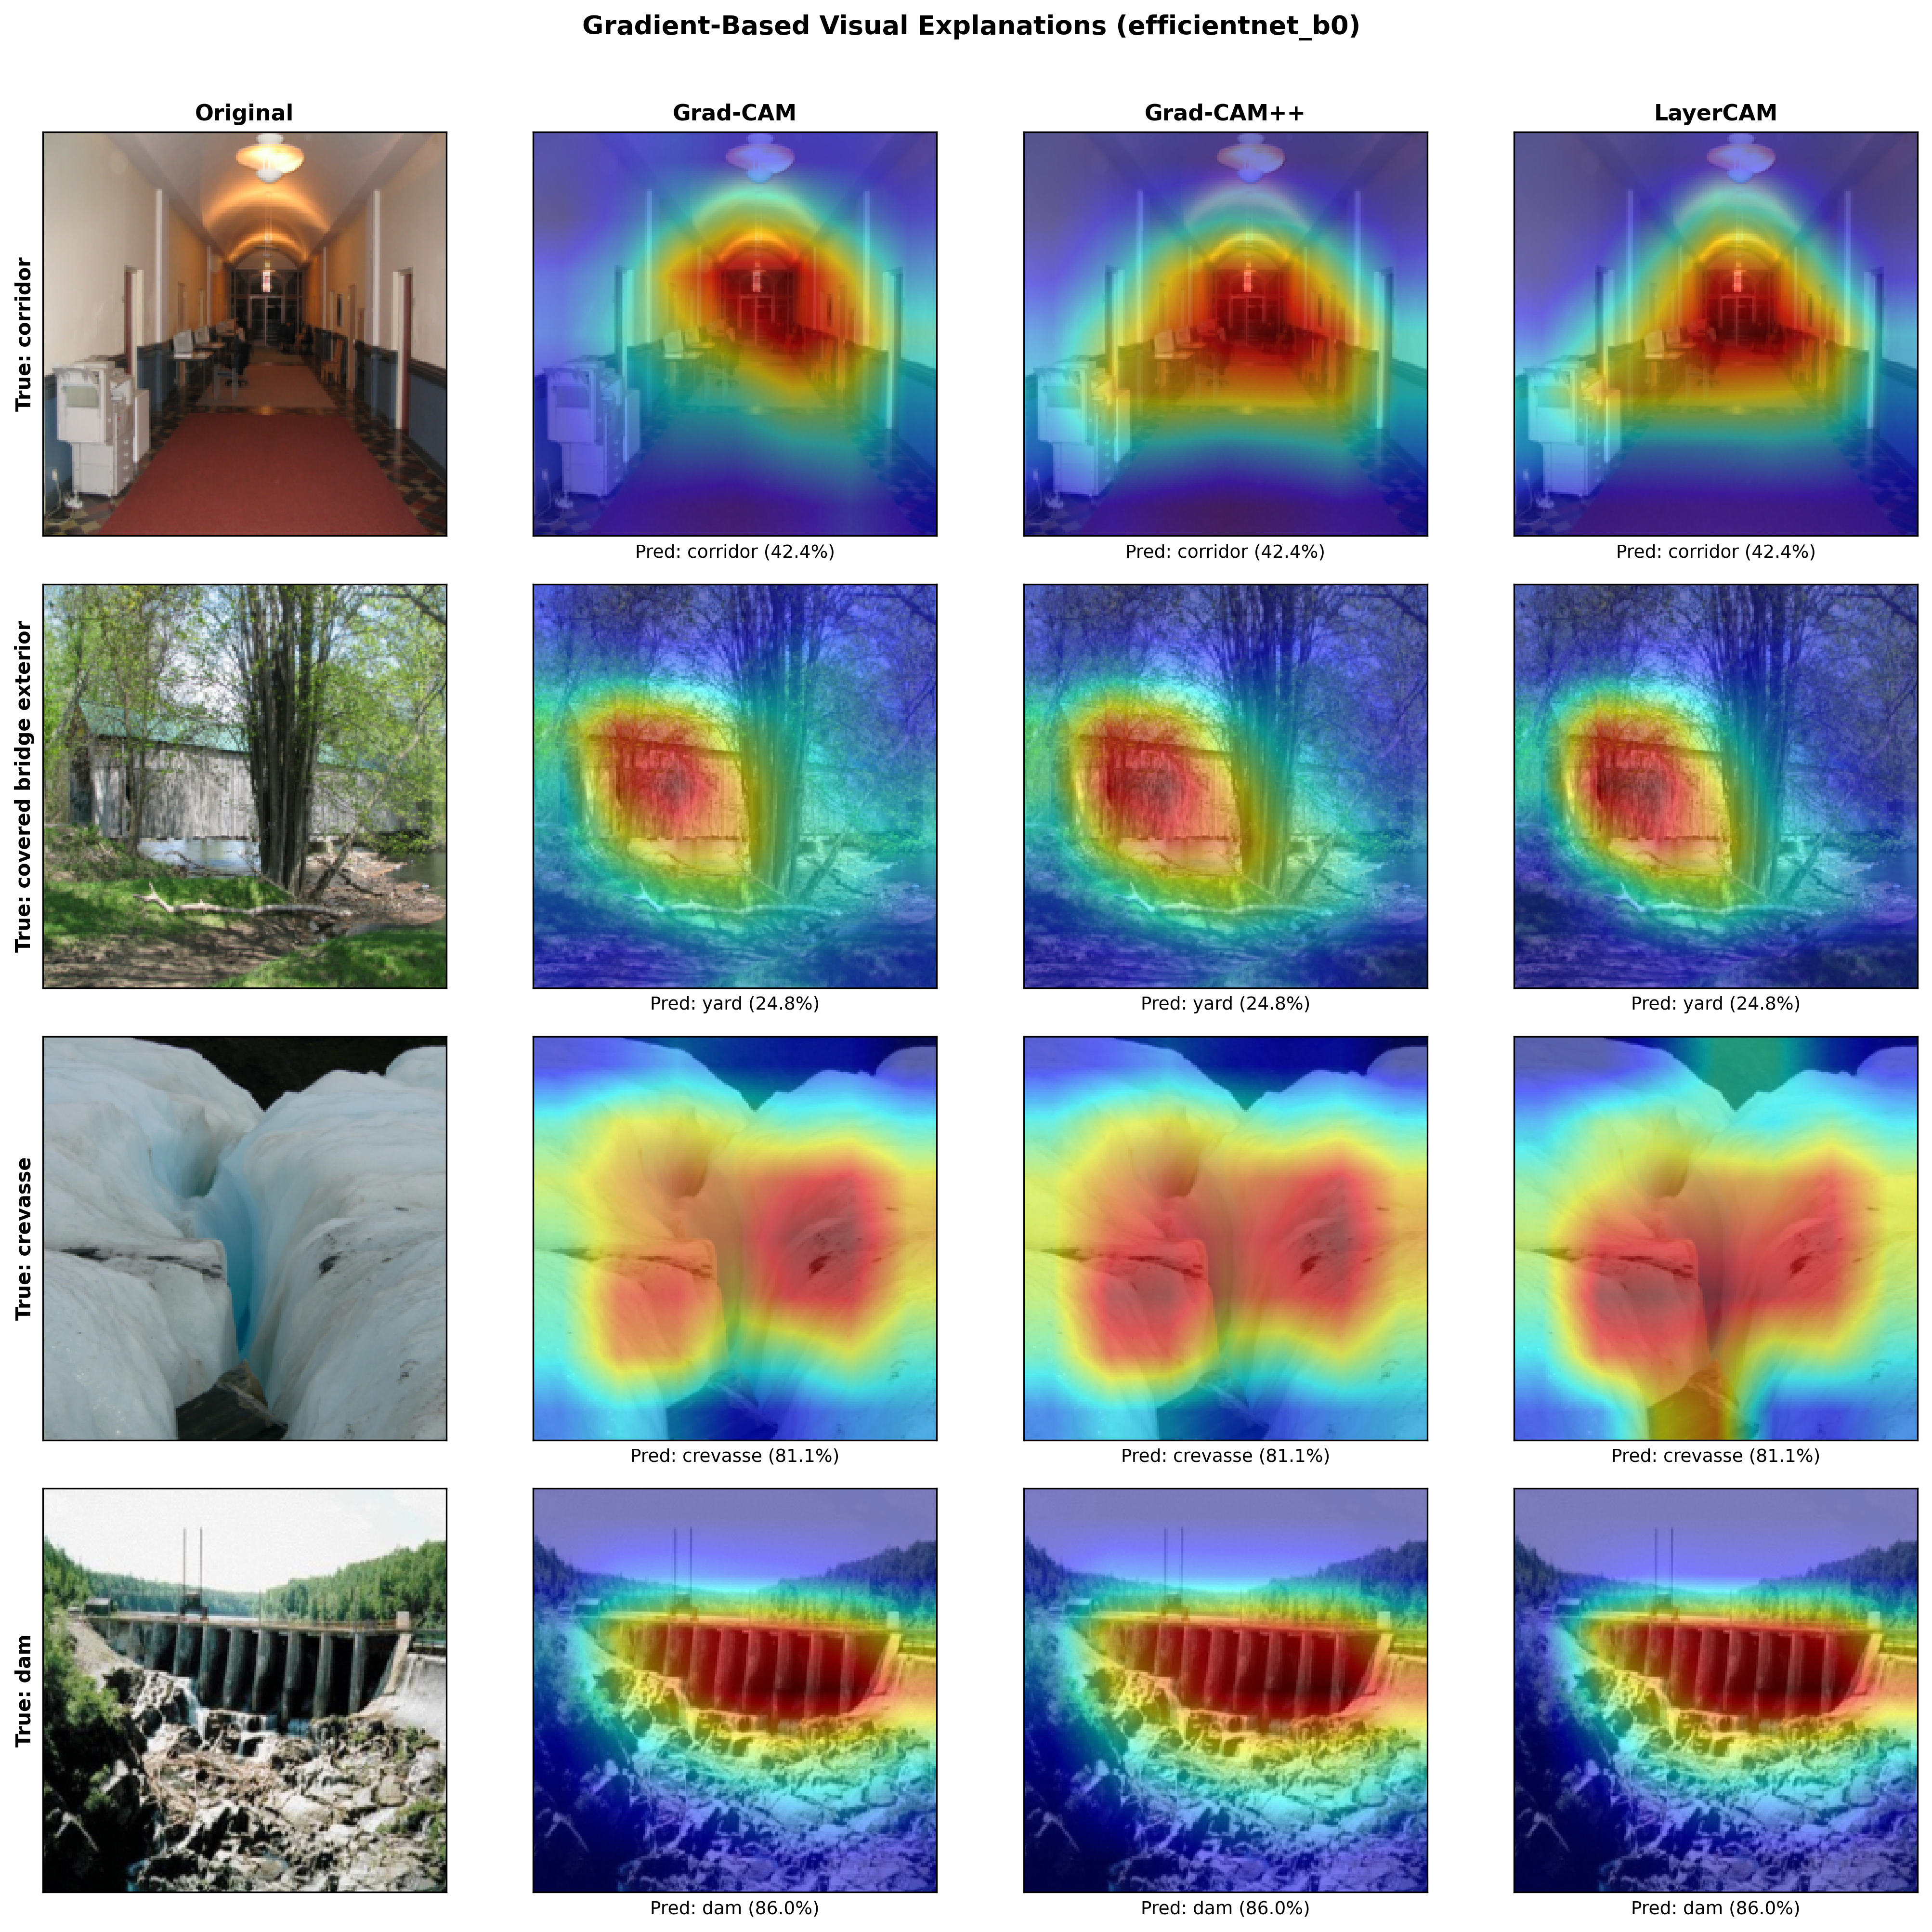 Gradient-Based Visual Explanations (efficientnet_b0)
Original
Grad-CAM
Grad-CAM++
LayerCAM
True: corridor
Pred: corridor (42.4%)
Pred: corridor (42.4%)
Pred: corridor (42.4%)
True: covered bridge exterior
Pred: yard (24.8%)
Pred: yard (24.8%)
Pred: yard (24.8%)
True: crevasse
Pred: crevasse (81.1%)
Pred: crevasse (81.1%)
Pred: crevasse (81.1%)
True: dam
Pred: dam (86.0%)
Pred: dam (86.0%)
Pred: dam (86.0%)